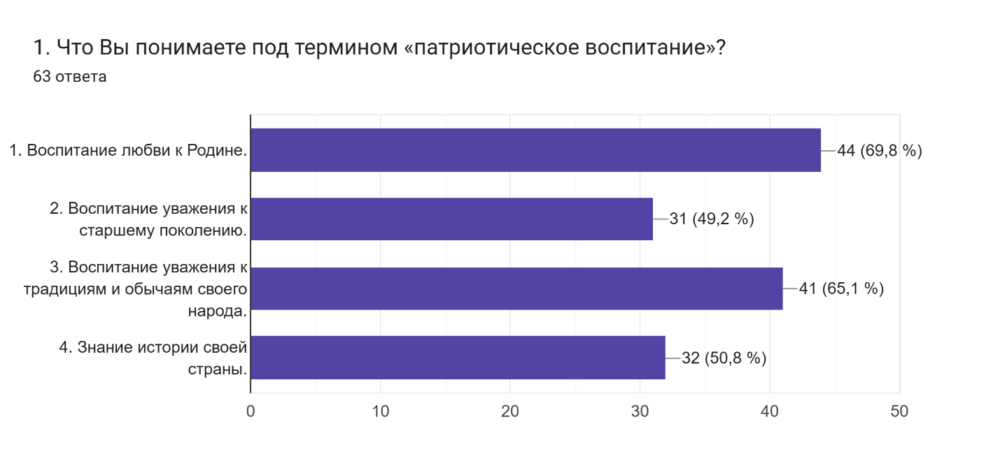 1. Что Вы понимаете под термином «патриотическое воспитание»?
63 ответа
1. Воспитание любви к Родине.
44 (69,8 %)
2. Воспитание уважения к
старшему поколению.
31 (49,2 %)
3. Воспитание уважения к
традициям и обычаям своего
народа.
41 (65,1 %)
4. Знание истории своей
страны.
32 (50,8 %)
0 10 20 30 40 50